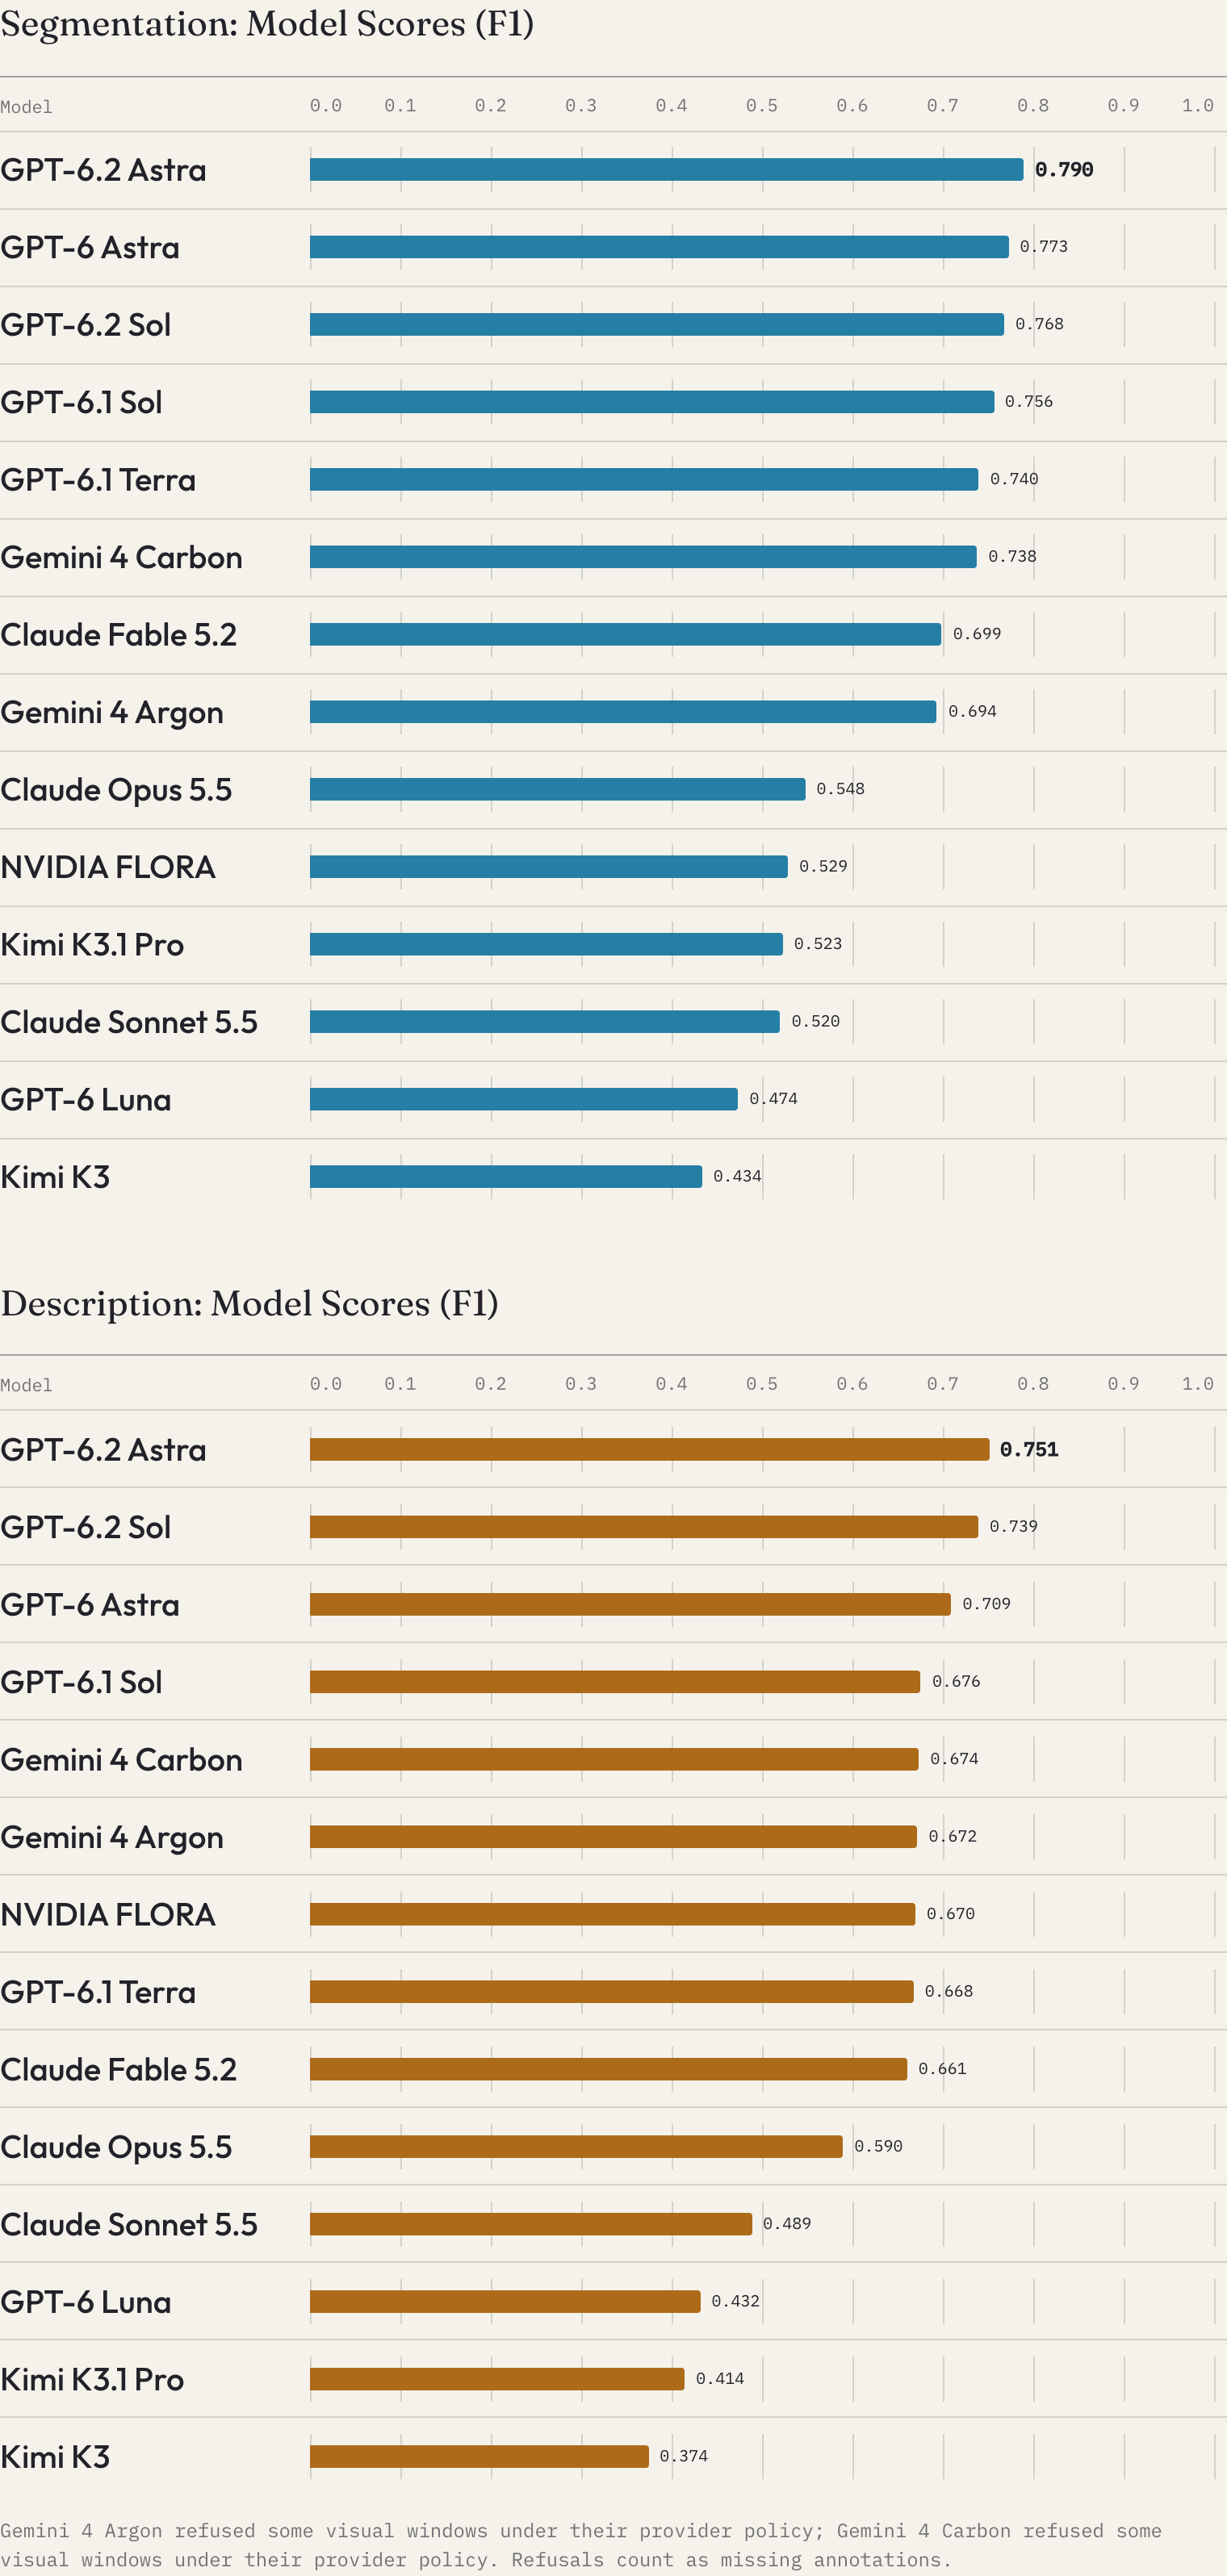 Segmentation: Model Scores (F1)
Model 0.0 0.1 0.2 0.3 0.4 0.5 0.6 0.7 0.8 0.9 1.0
GPT-6.2 Astra 0.790
GPT-6 Astra 0.773
GPT-6.2 Sol 0.768
GPT-6.1 Sol 0.756
GPT-6.1 Terra 0.740
Gemini 4 Carbon 0.738
Claude Fable 5.2 0.699
Gemini 4 Argon 0.694
Claude Opus 5.5 0.548
NVIDIA FLORA 0.529
Kimi K3.1 Pro 0.523
Claude Sonnet 5.5 0.520
GPT-6 Luna 0.474
Kimi K3 0.434
Description: Model Scores (F1)
Model 0.0 0.1 0.2 0.3 0.4 0.5 0.6 0.7 0.8 0.9 1.0
GPT-6.2 Astra 0.751
GPT-6.2 Sol 0.739
GPT-6 Astra 0.709
GPT-6.1 Sol 0.676
Gemini 4 Carbon 0.674
Gemini 4 Argon 0.672
NVIDIA FLORA 0.670
GPT-6.1 Terra 0.668
Claude Fable 5.2 0.661
Claude Opus 5.5 0.590
Claude Sonnet 5.5 0.489
GPT-6 Luna 0.432
Kimi K3.1 Pro 0.414
Kimi K3 0.374
Gemini 4 Argon refused some visual windows under their provider policy; Gemini 4 Carbon refused some
visual windows under their provider policy. Refusals count as missing annotations.